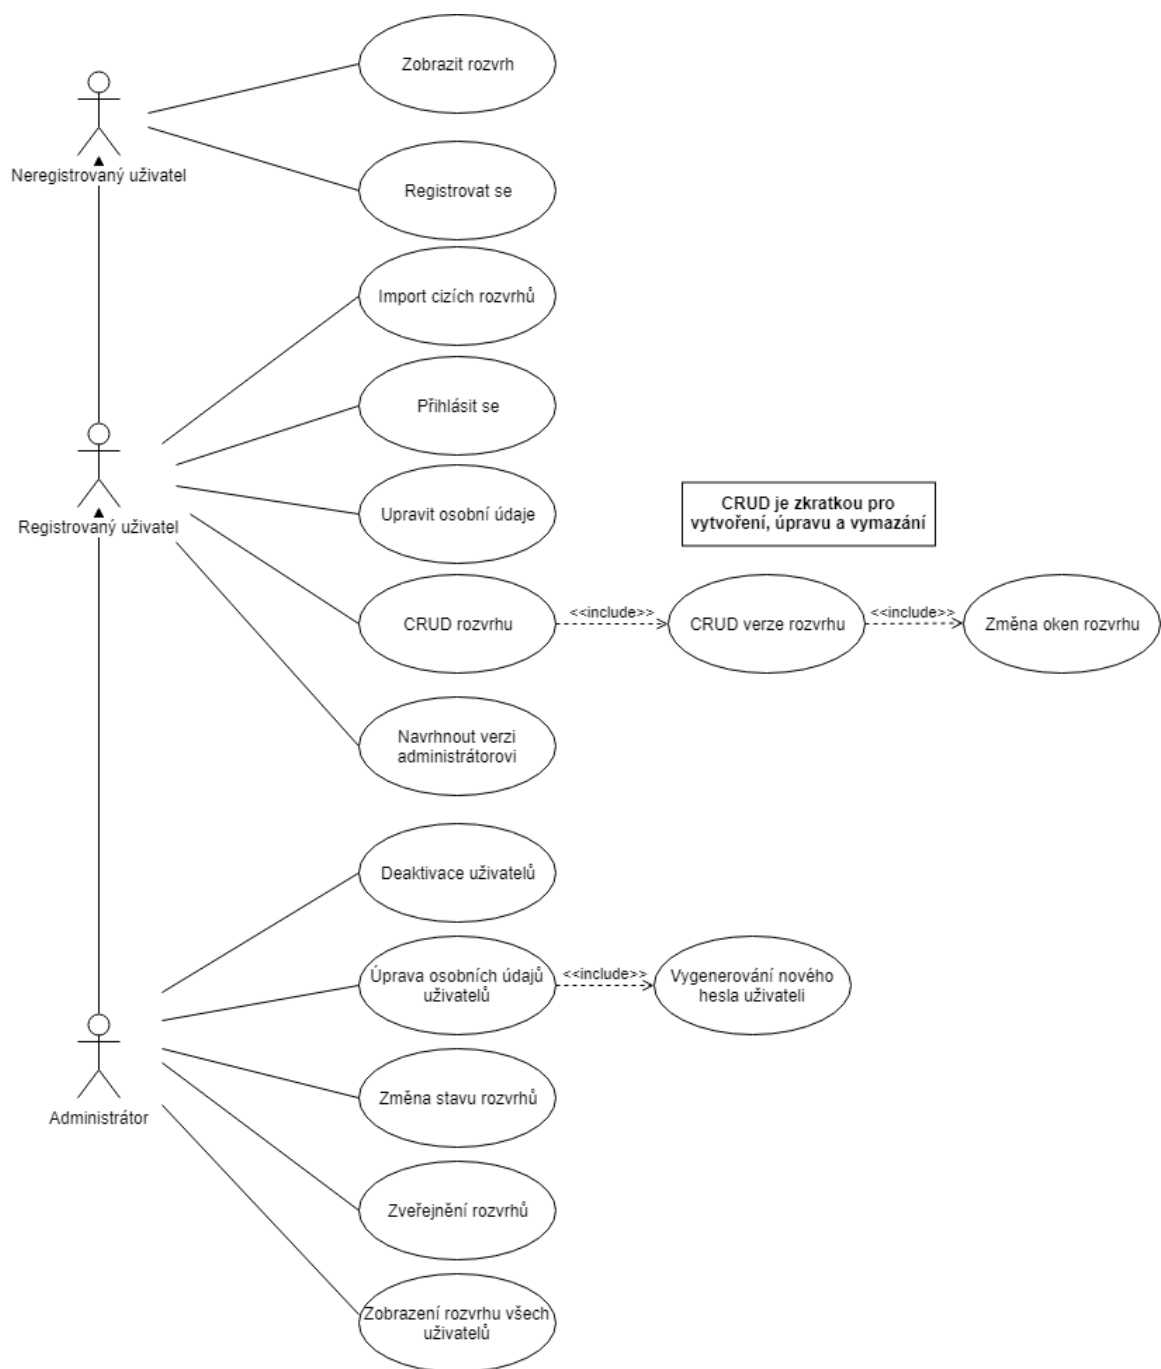 Zobrazit rozvrh
Neregistrovaný uživatel
Registrovat se
Import cizích rozvrhů
Přihlásit se
Registrovaný uživatel
Upravit osobní údaje
CRUD je zkratkou pro
vytvoření, úpravu a vymazání
CRUD rozvrhu
<<include>>
CRUD verze rozvrhu
<<include>>
Změna oken rozvrhu
Navrhnout verzi
administrátorovi
Deaktivace uživatelů
Úprava osobních údajů
uživatelů
<<include>>
Vygenerování nového
hesla uživateli
Změna stavu rozvrhů
Administrátor
Zveřejnění rozvrhů
Zobrazení rozvrhu všech
uživatelů